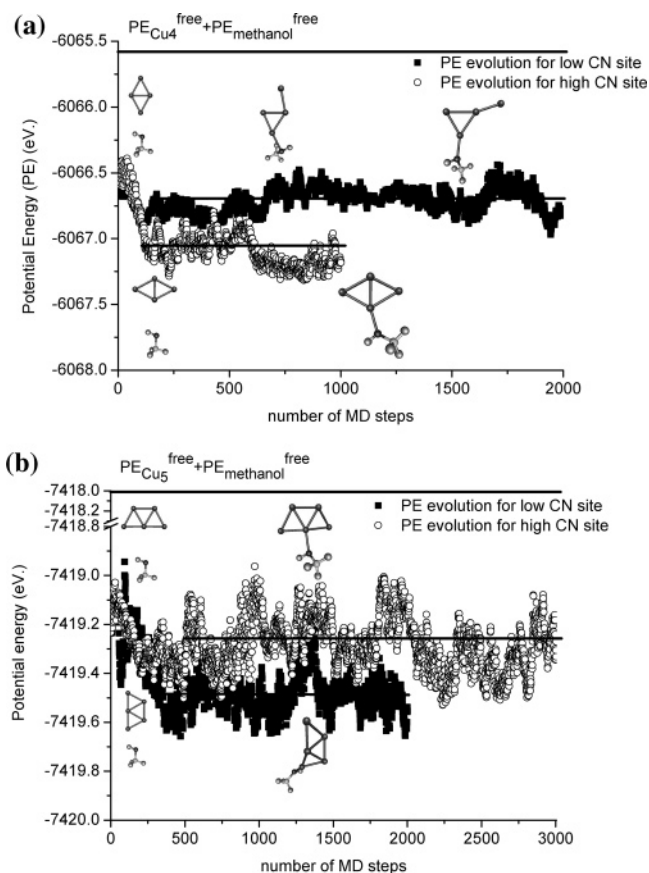 (a)
PE_Cu4^free+PE_methanol^free
-6065.5
PE evolution for low CN site
PE evolution for high CN site
-6066.0
-6066.5
-6067.0
-6067.5
-6068.0
Potential Energy (PE) (eV.)
0 500 1000 1500 2000
number of MD steps
(b)
PE_Cu5^free+PE_methanol^free
-7418.0
PE evolution for low CN site
-7418.2
PE evolution for high CN site
-7418.8
-7419.0
-7419.2
-7419.4
-7419.6
-7419.8
-7420.0
Potential energy (eV.)
0 500 1000 1500 2000 2500 3000
number of MD steps